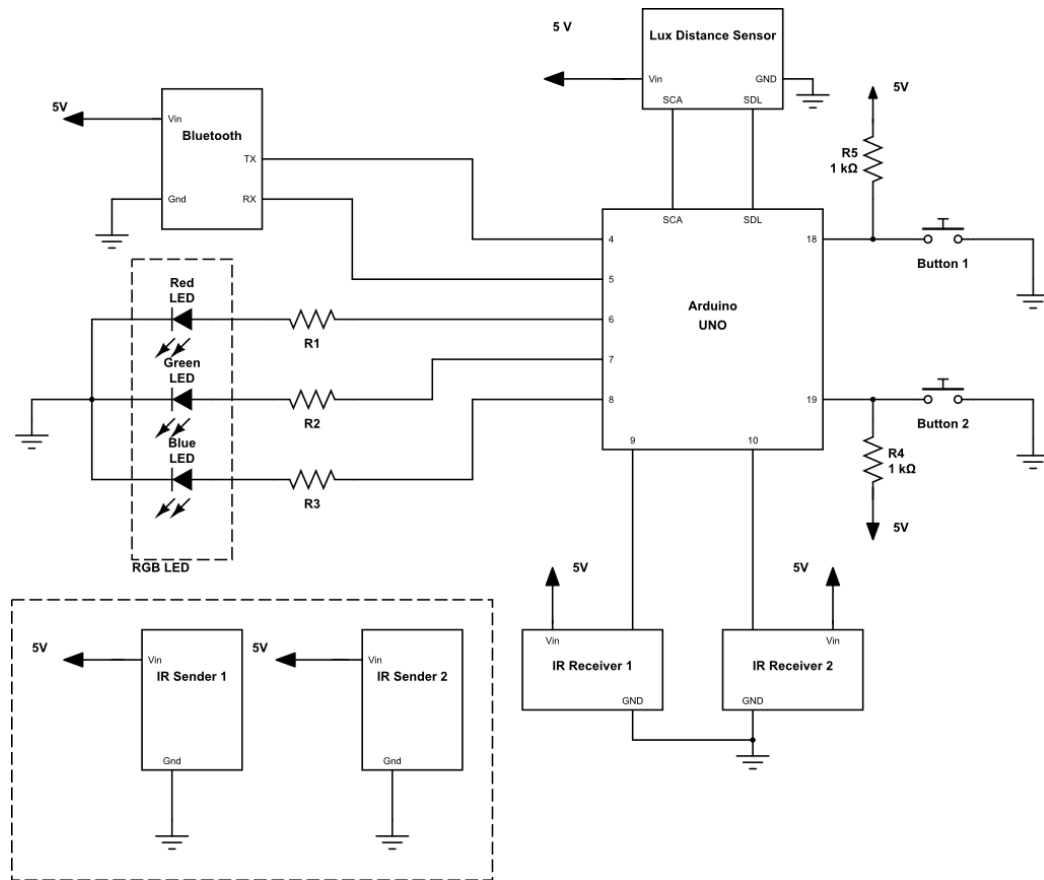 5 V
Lux Distance Sensor
Vin
GND
SCA
SDL
5V
Vin
Bluetooth
TX
Gnd
RX
5V
R5
1 kΩ
SCA
SDL
4
5
6
7
8
18
19
9
10
Arduino
UNO
Button 1
Button 2
R4
1 kΩ
5V
Red
LED
Green
LED
Blue
LED
R1
R2
R3
RGB LED
5V
Vin
IR Sender 1
Gnd
5V
Vin
IR Sender 2
Gnd
5V
Vin
IR Receiver 1
GND
5V
Vin
IR Receiver 2
GND